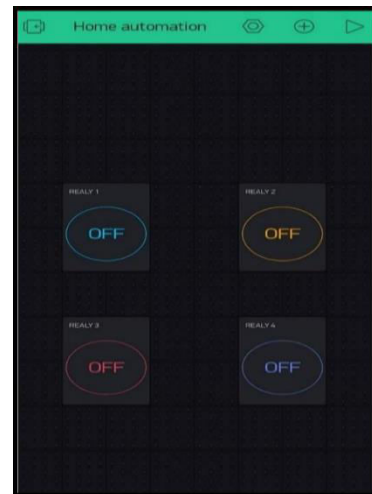 Home automation
REALY 1
REALY 2
OFF
OFF
REALY 3
REALY 4
OFF
OFF